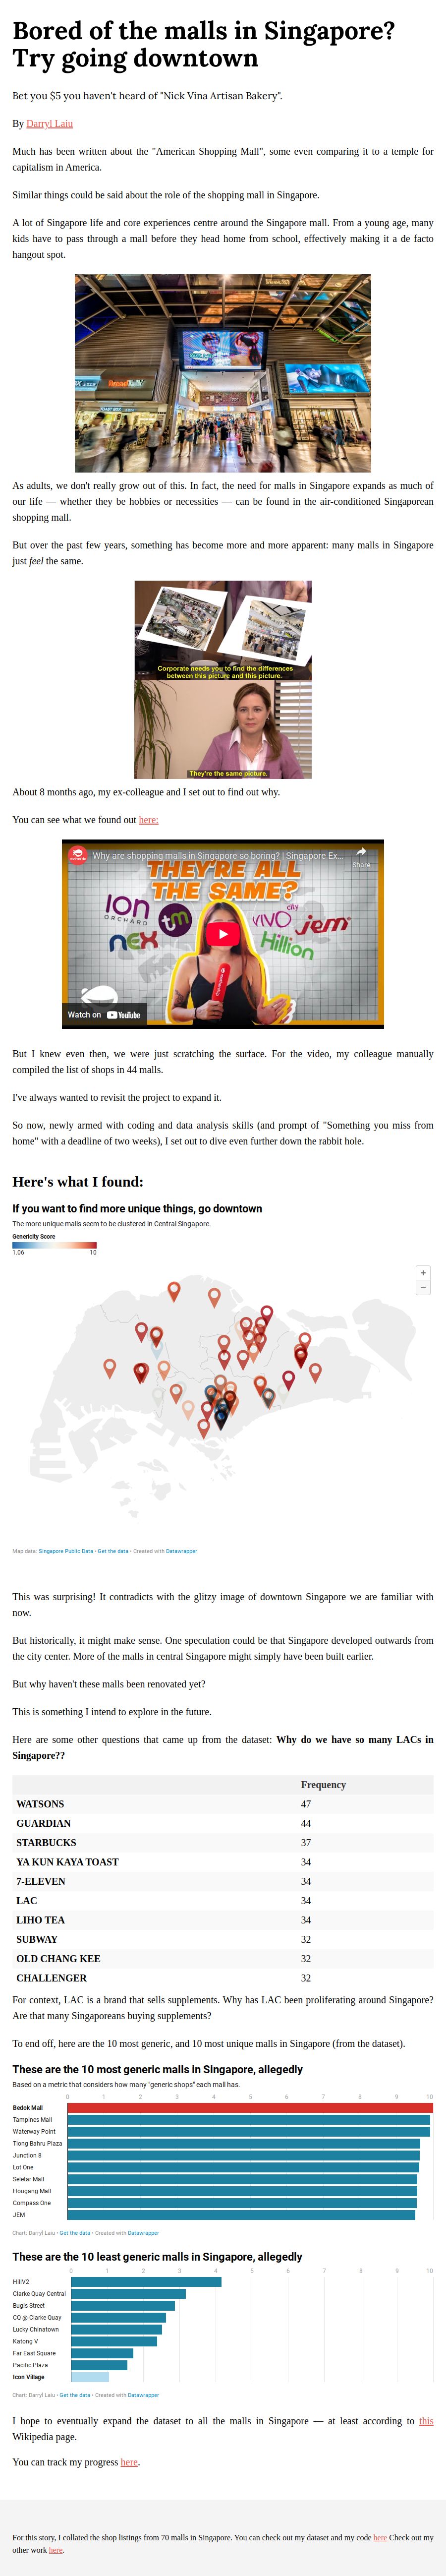 Bored of the malls in Singapore?
Try going downtown
Bet you $5 you haven't heard of "Nick Vina Artisan Bakery".
By Darryl Laiu
Much has been written about the "American Shopping Mall", some even comparing it to a temple for
capitalism in America.
Similar things could be said about the role of the shopping mall in Singapore.
A lot of Singapore life and core experiences centre around the Singapore mall. From a young age, many
kids have to pass through a mall before they head home from school, effectively making it a de facto
hangout spot.
BreadTalk
As adults, we don't really grow out of this. In fact, the need for malls in Singapore expands as much of
our life — whether they be hobbies or necessities — can be found in the air-conditioned Singaporean
shopping mall.
But over the past few years, something has become more and more apparent: many malls in Singapore
just feel the same.
Corporate needs you to find the differences
between this picture and this picture.
They're the same picture.
About 8 months ago, my ex-colleague and I set out to find out why.
You can see what we found out here:
Why are shopping malls in Singapore so boring? | Singapore Ex...
Share
THEY'RE ALL
THE SAME?
ION
ORCHARD
tm
VIVO city
jem
nex
Hillion
Watch on YouTube
But I knew even then, we were just scratching the surface. For the video, my colleague manually
compiled the list of shops in 44 malls.
I've always wanted to revisit the project to expand it.
So now, newly armed with coding and data analysis skills (and prompt of "Something you miss from
home" with a deadline of two weeks), I set out to dive even further down the rabbit hole.
Here's what I found:
If you want to find more unique things, go downtown
The more unique malls seem to be clustered in Central Singapore.
Genericity Score
1.06 10
+
−
Map data: Singapore Public Data • Get the data • Created with Datawrapper
This was surprising! It contradicts with the glitzy image of downtown Singapore we are familiar with
now.
But historically, it might make sense. One speculation could be that Singapore developed outwards from
the city center. More of the malls in central Singapore might simply have been built earlier.
But why haven't these malls been renovated yet?
This is something I intend to explore in the future.
Here are some other questions that came up from the dataset: Why do we have so many LACs in
Singapore??
Frequency
WATSONS 47
GUARDIAN 44
STARBUCKS 37
YA KUN KAYA TOAST 34
7-ELEVEN 34
LAC 34
LIHO TEA 34
SUBWAY 32
OLD CHANG KEE 32
CHALLENGER 32
For context, LAC is a brand that sells supplements. Why has LAC been proliferating around Singapore?
Are that many Singaporeans buying supplements?
To end off, here are the 10 most generic, and 10 most unique malls in Singapore (from the dataset).
These are the 10 most generic malls in Singapore, allegedly
Based on a metric that considers how many "generic shops" each mall has.
0 1 2 3 4 5 6 7 8 9 10
Bedok Mall
Tampines Mall
Waterway Point
Tiong Bahru Plaza
Junction 8
Lot One
Seletar Mall
Hougang Mall
Compass One
JEM
Chart: Darryl Laiu • Get the data • Created with Datawrapper
These are the 10 least generic malls in Singapore, allegedly
0 1 2 3 4 5 6 7 8 9 10
HillV2
Clarke Quay Central
Bugis Street
CQ @ Clarke Quay
Lucky Chinatown
Katong V
Far East Square
Pacific Plaza
Icon Village
Chart: Darryl Laiu • Get the data • Created with Datawrapper
I hope to eventually expand the dataset to all the malls in Singapore — at least according to this
Wikipedia page.
You can track my progress here.
For this story, I collated the shop listings from 70 malls in Singapore. You can check out my dataset and my code here Check out my
other work here.